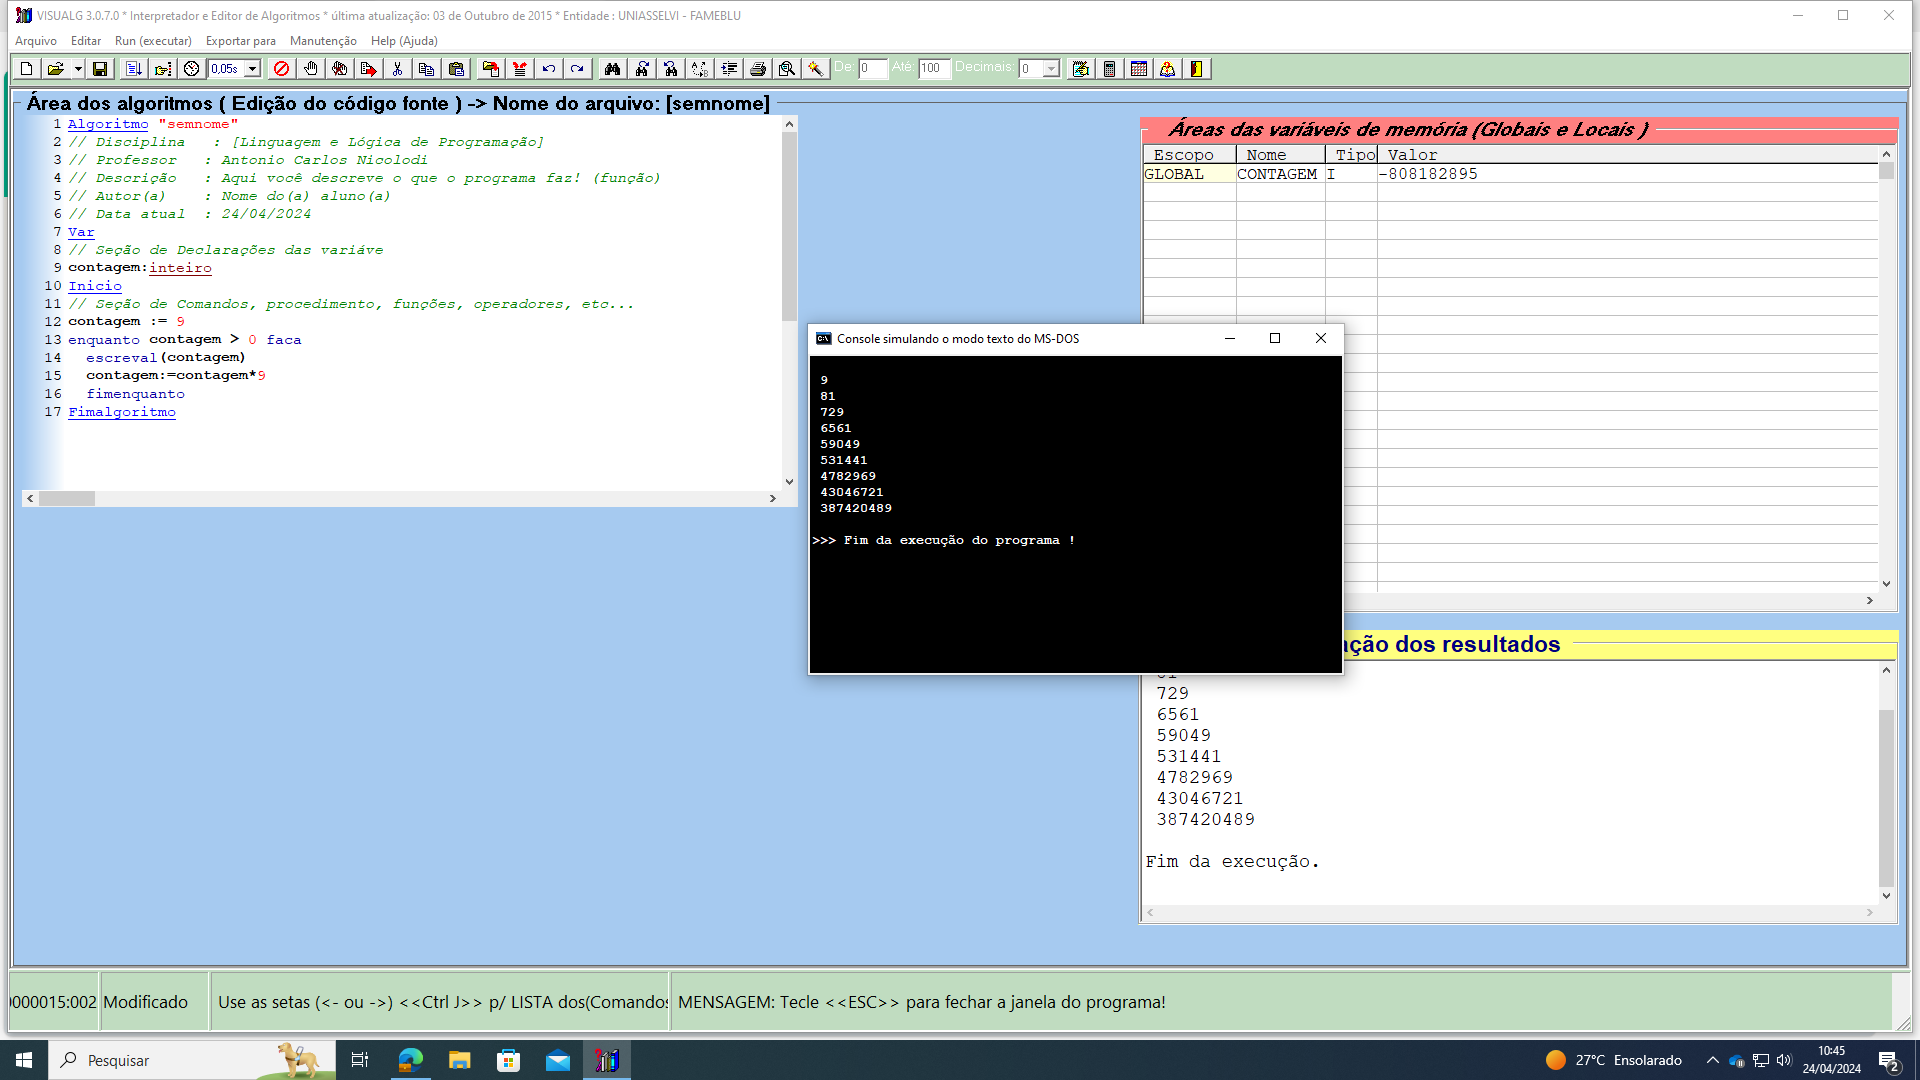 VISUALG 3.0.7.0 * Interpretador e Editor de Algoritmos * última atualização: 03 de Outubro de 2015 * Entidade : UNIASSELVI - FAMEBLU
Arquivo Editar Run (executar) Exportar para Manutenção Help (Ajuda)
0,05s De: 0 Até: 100 Decimais: 0
Área dos algoritmos ( Edição do código fonte ) -> Nome do arquivo: [semnome]
1 Algoritmo "semnome"
2 // Disciplina : [Linguagem e Lógica de Programação]
3 // Professor : Antonio Carlos Nicolodi
4 // Descrição : Aqui você descreve o que o programa faz! (função)
5 // Autor(a) : Nome do(a) aluno(a)
6 // Data atual : 24/04/2024
7 Var
8 // Seção de Declarações das variáve
9 contagem:inteiro
10 Inicio
11 // Seção de Comandos, procedimento, funções, operadores, etc...
12 contagem := 9
13 enquanto contagem > 0 faca
14 escreval(contagem)
15 contagem:=contagem*9
16 fimenquanto
17 Fimalgoritmo
Áreas das variáveis de memória (Globais e Locais )
Escopo Nome Tipo Valor
GLOBAL CONTAGEM I -808182895
Console simulando o modo texto do MS-DOS
9
81
729
6561
59049
531441
4782969
43046721
387420489
>>> Fim da execução do programa !
ação dos resultados
729
6561
59049
531441
4782969
43046721
387420489
Fim da execução.
000015:002 Modificado Use as setas (<- ou ->) <<Ctrl J>> p/ LISTA dos(Comandos MENSAGEM: Tecle <<ESC>> para fechar a janela do programa!
Pesquisar 27°C Ensolarado 10:45
24/04/2024 2